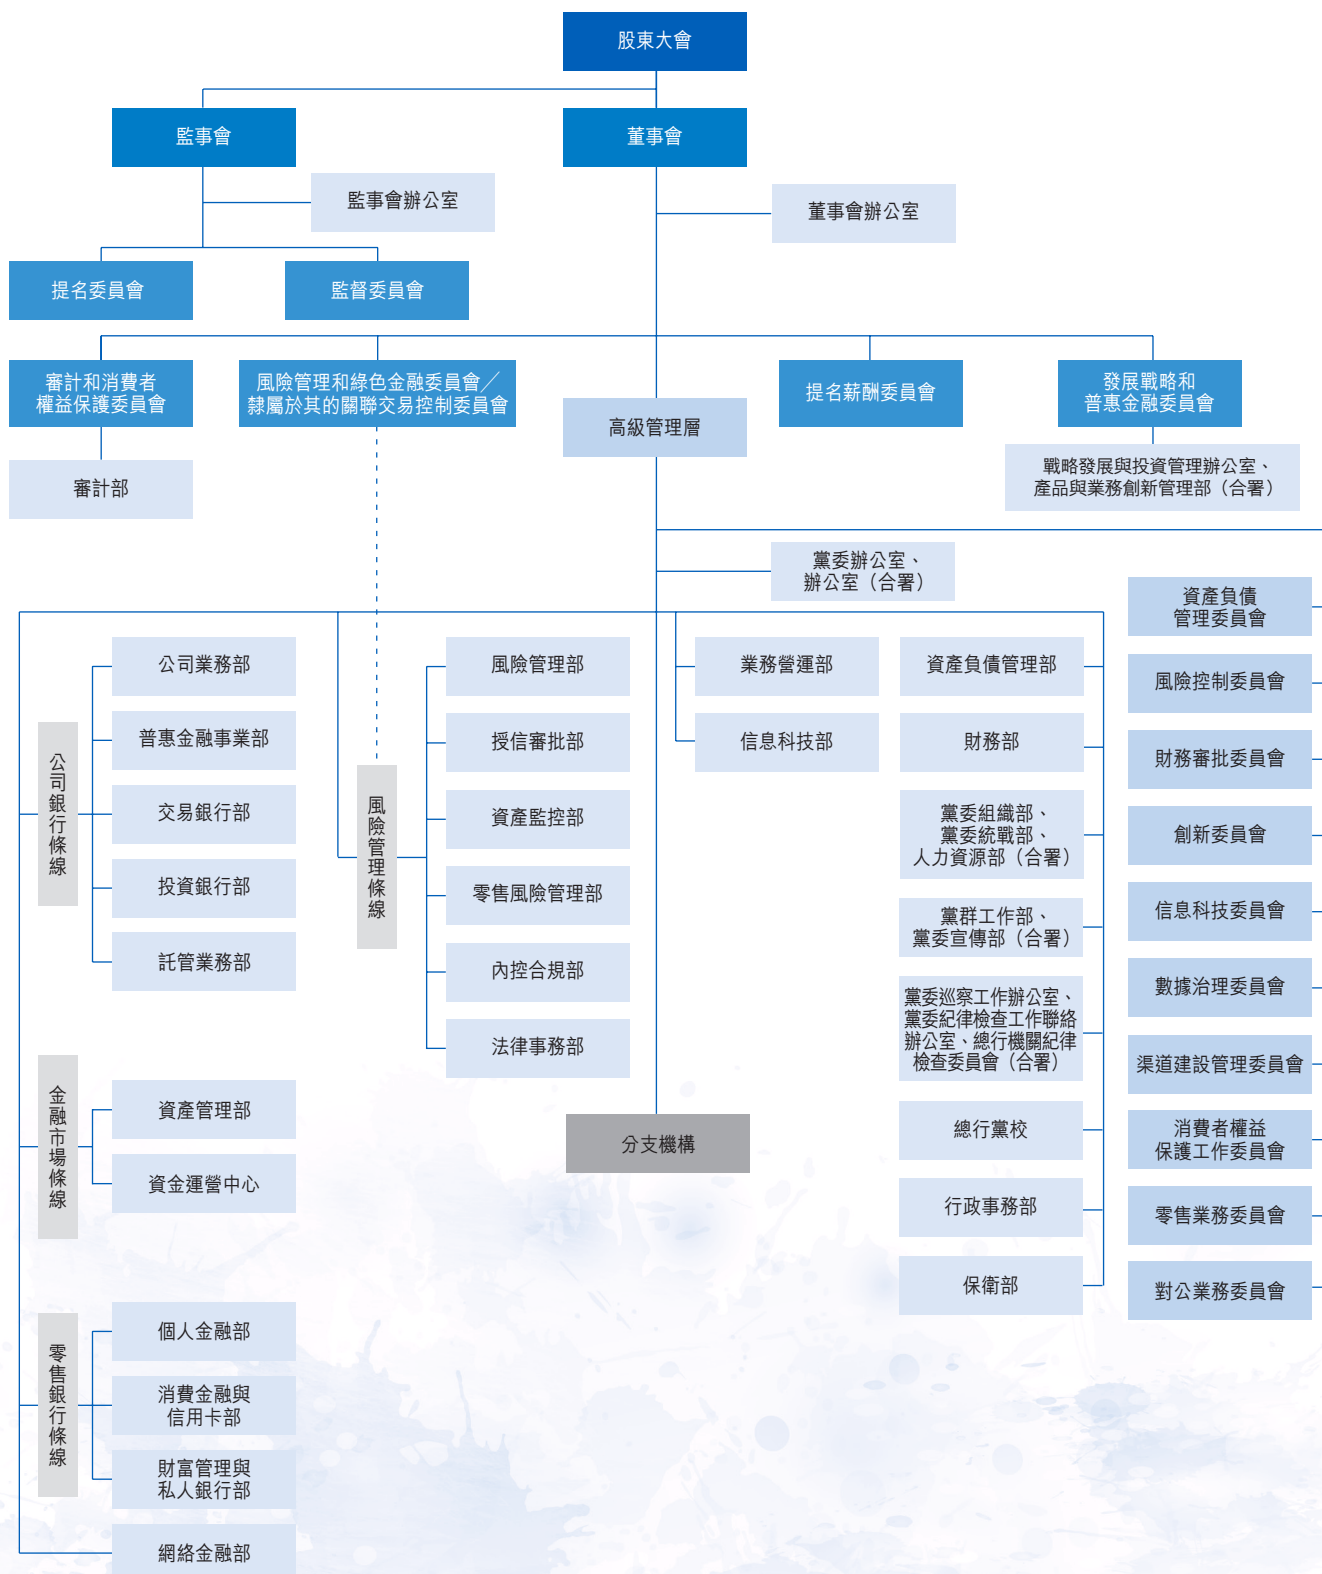 股東大會
監事會
董事會
監事會辦公室
董事會辦公室
提名委員會
監督委員會
審計和消費者
權益保護委員會
風險管理和綠色金融委員會／
隸屬於其的關聯交易控制委員會
提名薪酬委員會
發展戰略和
普惠金融委員會
高級管理層
審計部
戰略發展與投資管理辦公室、
產品與業務創新管理部（合署）
黨委辦公室、
辦公室（合署）
公司銀行條線
公司業務部
普惠金融事業部
交易銀行部
投資銀行部
託管業務部
金融市場條線
資產管理部
資金運營中心
零售銀行條線
個人金融部
消費金融與
信用卡部
財富管理與
私人銀行部
網絡金融部
風險管理條線
風險管理部
授信審批部
資產監控部
零售風險管理部
內控合規部
法律事務部
分支機構
業務營運部
信息科技部
資產負債管理部
財務部
黨委組織部、
黨委統戰部、
人力資源部（合署）
黨群工作部、
黨委宣傳部（合署）
黨委巡察工作辦公室、
黨委紀律檢查工作聯絡
辦公室、總行機關紀律
檢查委員會（合署）
總行黨校
行政事務部
保衛部
資產負債
管理委員會
風險控制委員會
財務審批委員會
創新委員會
信息科技委員會
數據治理委員會
渠道建設管理委員會
消費者權益
保護工作委員會
零售業務委員會
對公業務委員會